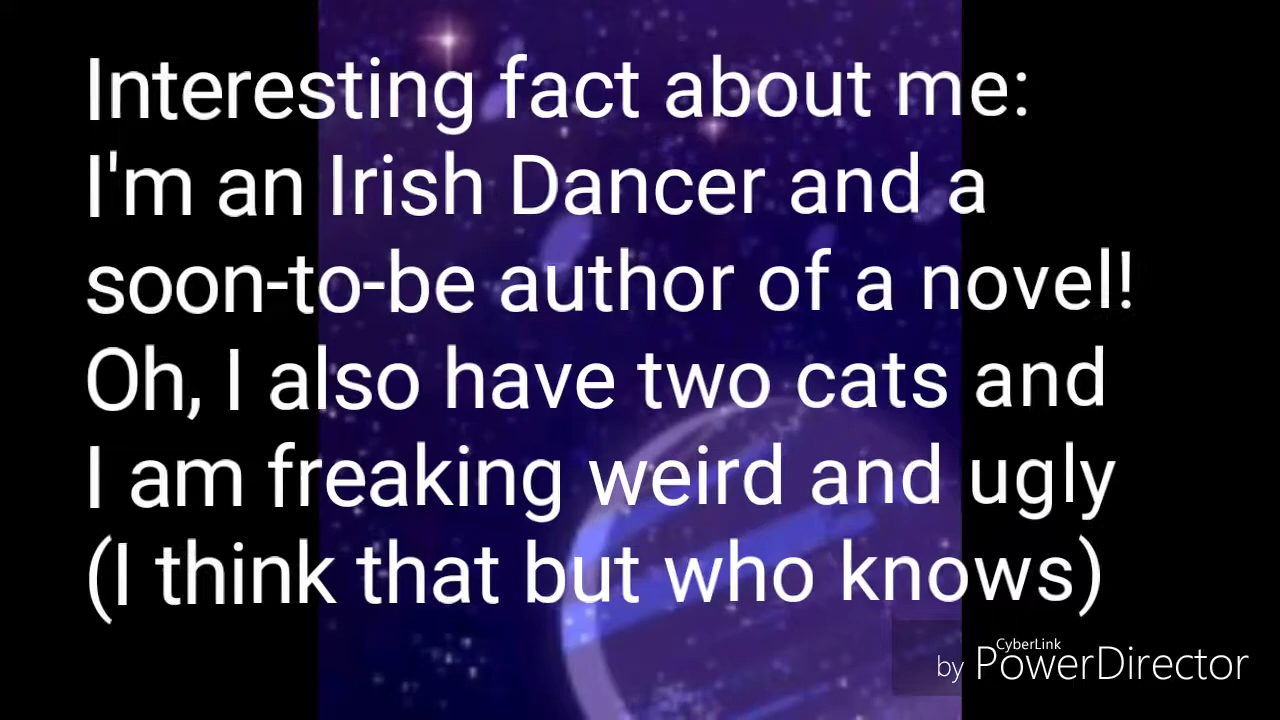 Interesting fact about me:
I'm an Irish Dancer and a
soon-to-be author of a novel!
Oh, I also have two cats and
I am freaking weird and ugly
(I think that but who knows)
CyberLink
by PowerDirector